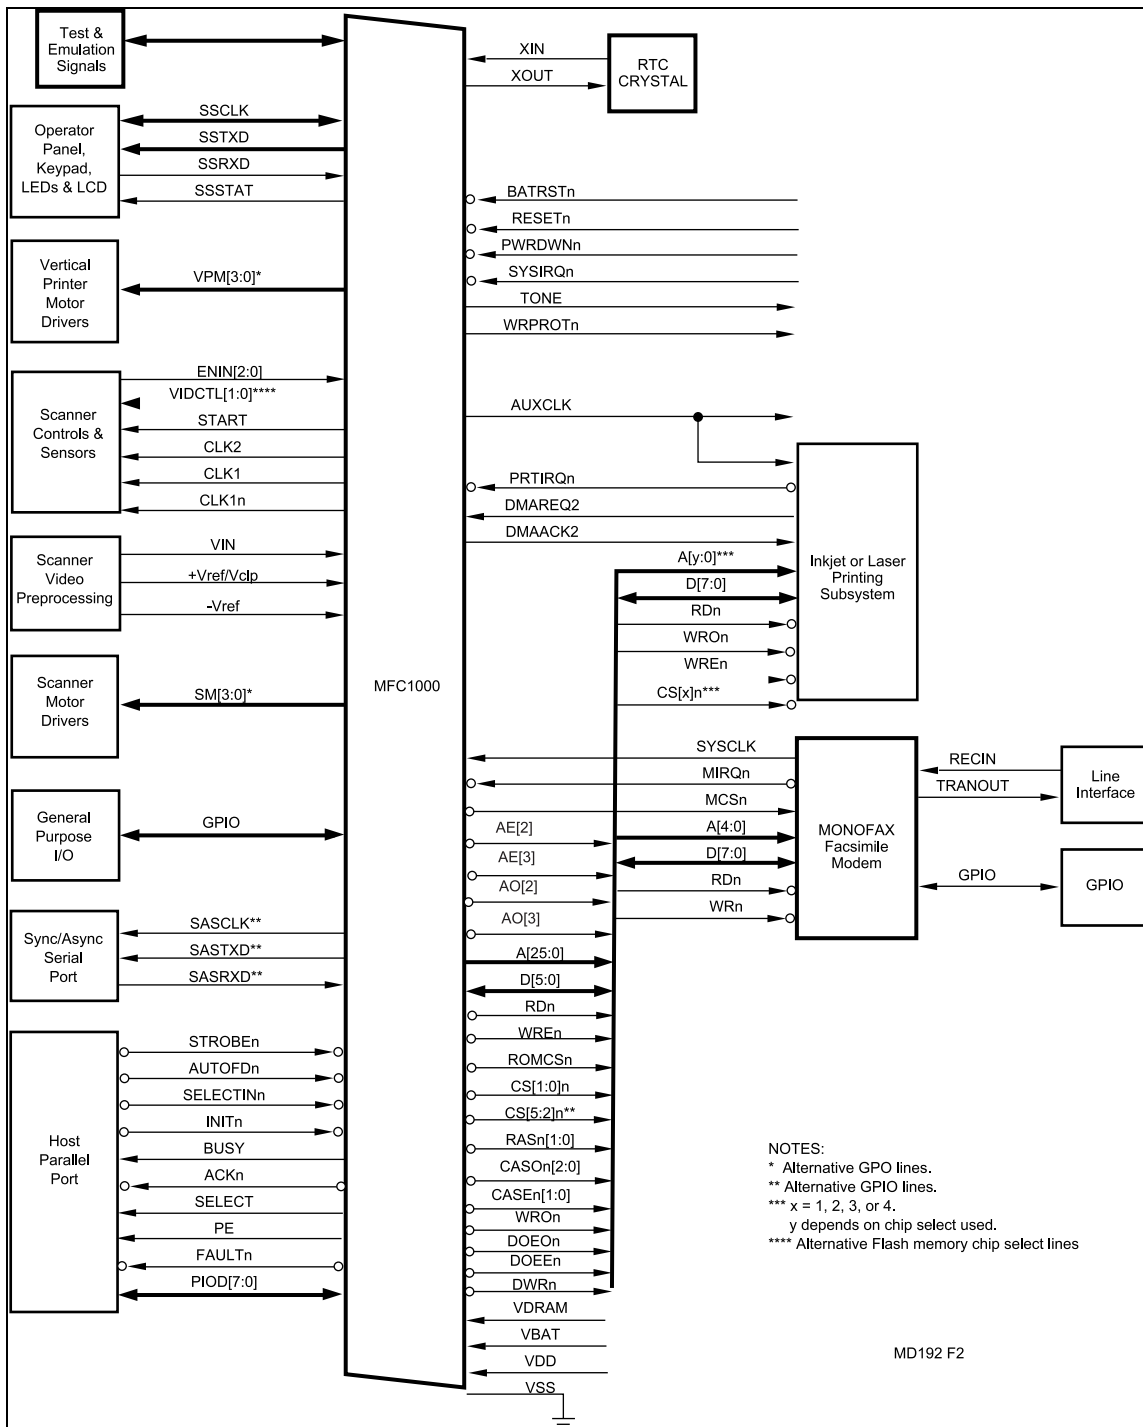 Test &
Emulation
Signals
XIN
XOUT
RTC
CRYSTAL
Operator
Panel,
Keypad,
LEDs & LCD
SSCLK
SSTXD
SSRXD
SSSTAT
BATRSTn
RESETn
PWRDWNn
SYSIRQn
TONE
WRPROTn
Vertical
Printer
Motor
Drivers
VPM[3:0]*
Scanner
Controls &
Sensors
ENIN[2:0]
VIDCTL[1:0]****
START
CLK2
CLK1
CLK1n
AUXCLK
PRTIRQn
DMAREQ2
DMAACK2
A[y:0]***
D[7:0]
RDn
WROn
WREn
CS[x]n***
Inkjet or Laser
Printing
Subsystem
Scanner
Video
Preprocessing
VIN
+Vref/Vclp
-Vref
MFC1000
Scanner
Motor
Drivers
SM[3:0]*
SYSCLK
MIRQn
MCSn
A[4:0]
D[7:0]
RDn
WRn
MONOFAX
Facsimile
Modem
RECIN
TRANOUT
Line
Interface
GPIO
GPIO
General
Purpose
I/O
GPIO
AE[2]
AE[3]
AO[2]
AO[3]
A[25:0]
D[5:0]
RDn
WREn
ROMCSn
CS[1:0]n
CS[5:2]n**
RASn[1:0]
CASOn[2:0]
CASEn[1:0]
WROn
DOEOn
DOEEn
DWRn
VDRAM
VBAT
VDD
VSS
Sync/Async
Serial
Port
SASCLK**
SASTXD**
SASRXD**
Host
Parallel
Port
STROBEn
AUTOFDn
SELECTINn
INITn
BUSY
ACKn
SELECT
PE
FAULTn
PIOD[7:0]
NOTES:
* Alternative GPO lines.
** Alternative GPIO lines.
*** x = 1, 2, 3, or 4.
y depends on chip select used.
**** Alternative Flash memory chip select lines
MD192 F2